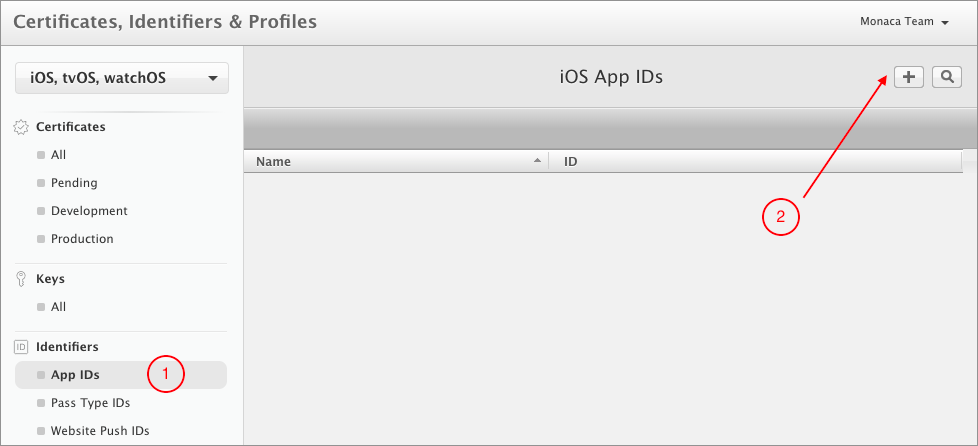 Certificates, Identifiers & Profiles
Monaca Team
iOS, tvOS, watchOS
iOS App IDs
Certificates
All
Pending
Development
Production
Keys
All
ID Identifiers
App IDs
Pass Type IDs
Website Push IDs
Name ID
1
2